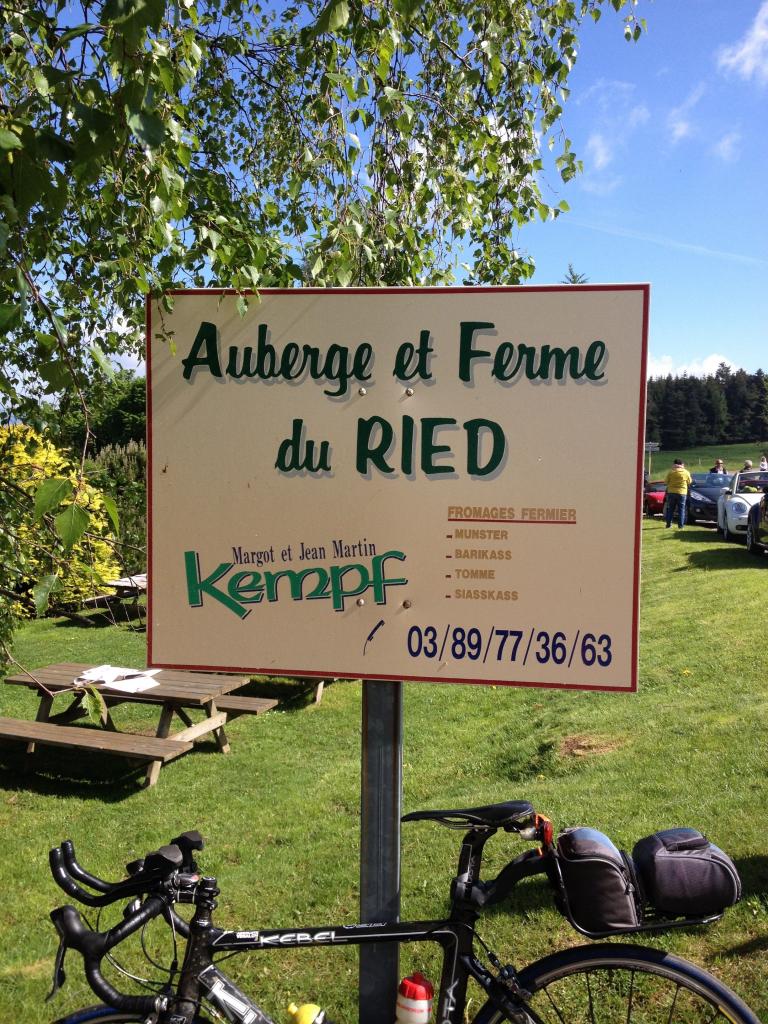 Auberge et Ferme
du RIED
FROMAGES FERMIER
- MUNSTER
- BARIKASS
- TOMME
- SIASSKASS
Margot et Jean Martin
Kempf
03/89/77/36/63
KEBEL